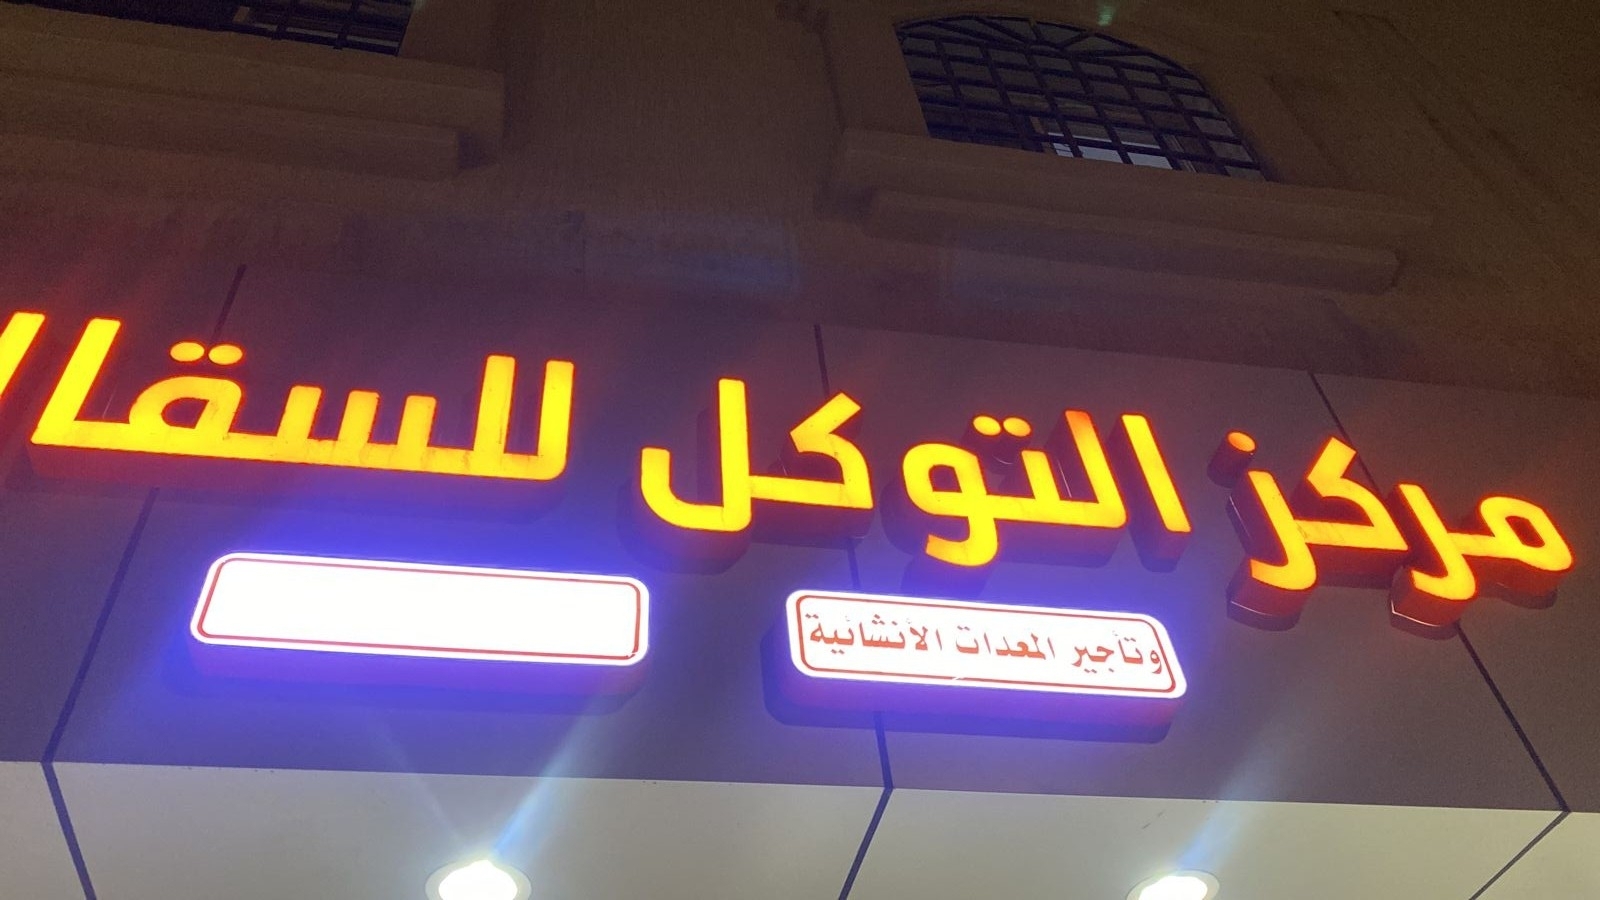 مركز التوكل للسقا
وتأجير المعدات الأنشائية